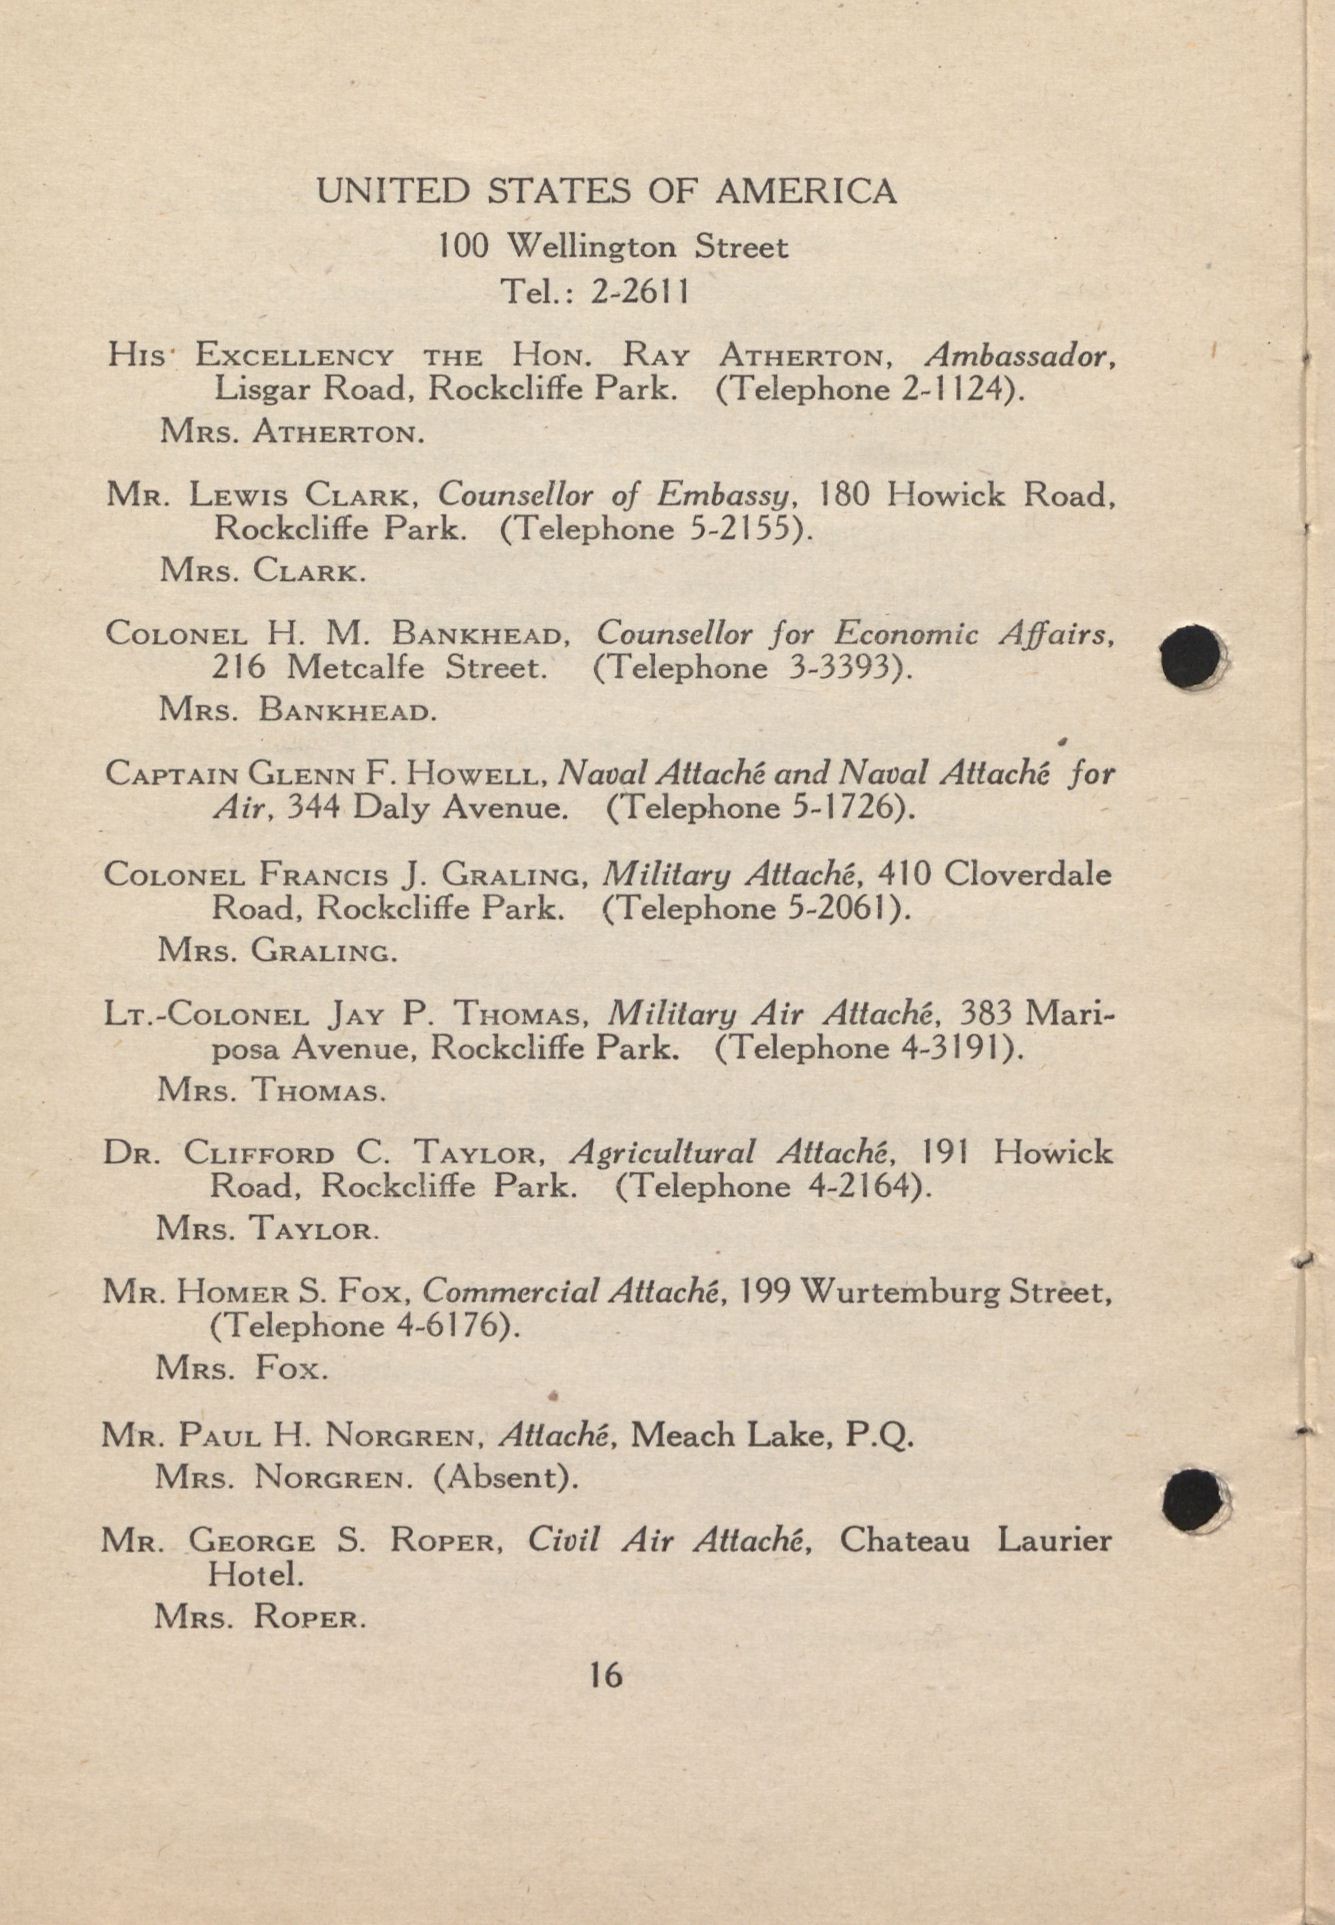 UNITED STATES OF AMERICA
100 Wellington Street
Tel.: 2-2611
HIS EXCELLENCY THE HON. RAY ATHERTON, Ambassador,
Lisgar Road, Rockcliffe Park. (Telephone 2-1124).
MRS. ATHERTON.
MR. LEWIS CLARK, Counsellor of Embassy, 180 Howick Road,
Rockcliffe Park. (Telephone 5-2155).
MRS. CLARK.
COLONEL H. M. BANKHEAD, Counsellor for Economic Affairs,
216 Metcalfe Street. (Telephone 3-3393).
MRS. BANKHEAD.
CAPTAIN GLENN F. HOWELL, Naval Attaché and Naval Attaché for
Air, 344 Daly Avenue. (Telephone 5-1726).
COLONEL FRANCIS J. GRALING, Military Attaché, 410 Cloverdale
Road, Rockcliffe Park. (Telephone 5-2061).
MRS. GRALING.
LT.-COLONEL JAY P. THOMAS, Military Air Attaché, 383 Mari-
posa Avenue, Rockcliffe Park. (Telephone 4-3191).
MRS. THOMAS.
DR. CLIFFORD C. TAYLOR, Agricultural Attaché, 191 Howick
Road, Rockcliffe Park. (Telephone 4-2164).
MRS. TAYLOR.
MR. HOMER S. FOX, Commercial Attaché, 199 Wurtemburg Street,
(Telephone 4-6176).
MRS. FOX.
MR. PAUL H. NORGREN, Attaché, Meach Lake, P.Q.
MRS. NORGREN. (Absent).
MR. GEORGE S. ROPER, Civil Air Attaché, Chateau Laurier
Hotel.
MRS. ROPER.
16